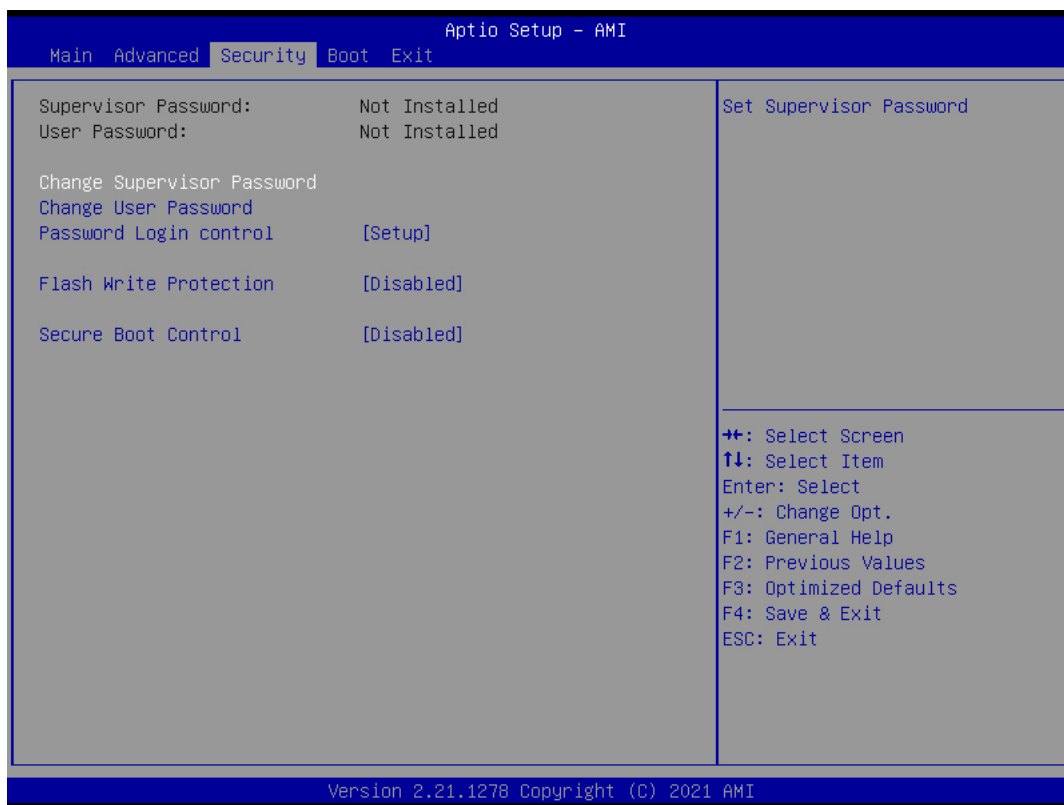 Aptio Setup – AMI
Main Advanced Security Boot Exit
Supervisor Password: Not Installed
User Password: Not Installed
Change Supervisor Password
Change User Password
Password Login control [Setup]
Flash Write Protection [Disabled]
Secure Boot Control [Disabled]
Set Supervisor Password
→←: Select Screen
↑↓: Select Item
Enter: Select
+/-: Change Opt.
F1: General Help
F2: Previous Values
F3: Optimized Defaults
F4: Save & Exit
ESC: Exit
Version 2.21.1278 Copyright (C) 2021 AMI